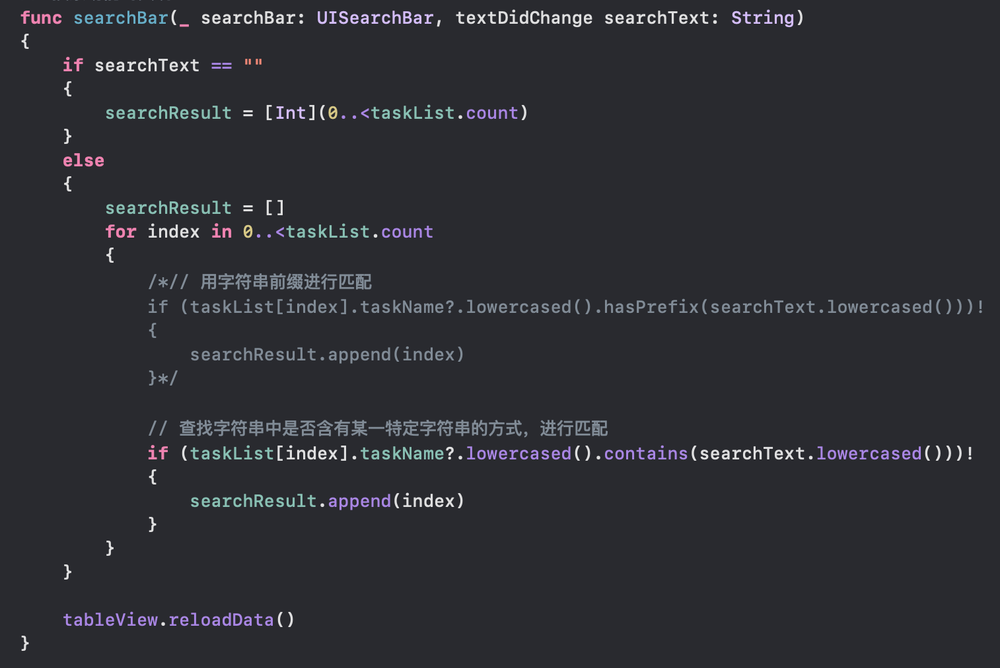 func searchBar(_ searchBar: UISearchBar, textDidChange searchText: String)
{
    if searchText == ""
    {
        searchResult = [Int](0..<taskList.count)
    }
    else
    {
        searchResult = []
        for index in 0..<taskList.count
        {
            /*// 用字符串前缀进行匹配
            if (taskList[index].taskName?.lowercased().hasPrefix(searchText.lowercased()))!
            {
                searchResult.append(index)
            }*/

            // 查找字符串中是否含有某一特定字符串的方式，进行匹配
            if (taskList[index].taskName?.lowercased().contains(searchText.lowercased()))!
            {
                searchResult.append(index)
            }
        }
    }

    tableView.reloadData()
}